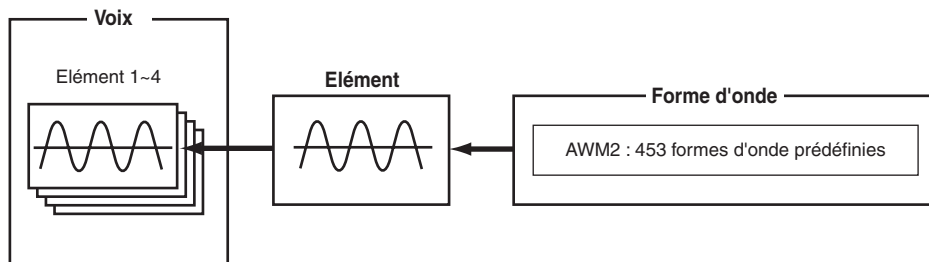 Voix
Elément 1~4
Elément
Forme d'onde
AWM2 : 453 formes d'onde prédéfinies